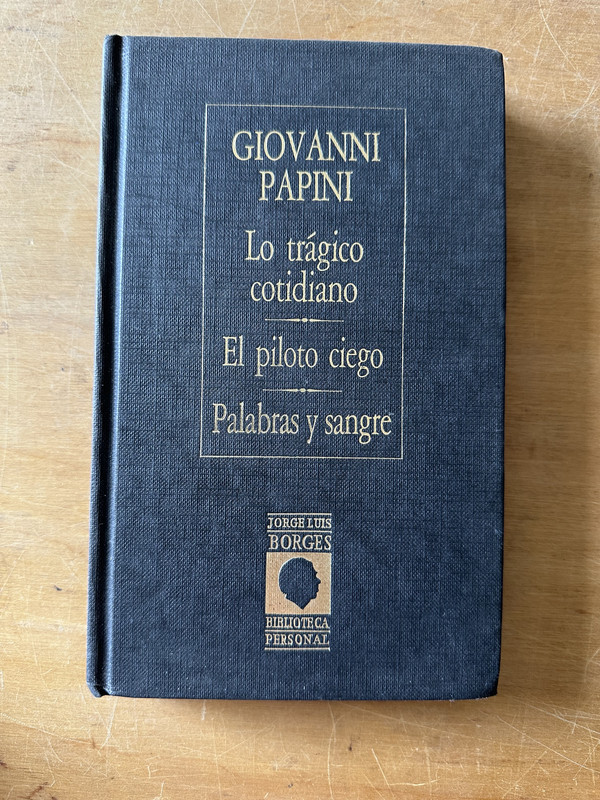 GIOVANNI
PAPINI
Lo trágico
cotidiano
El piloto ciego
Palabras y sangre
JORGE LUIS
BORGES
BIBLIOTECA
PERSONAL